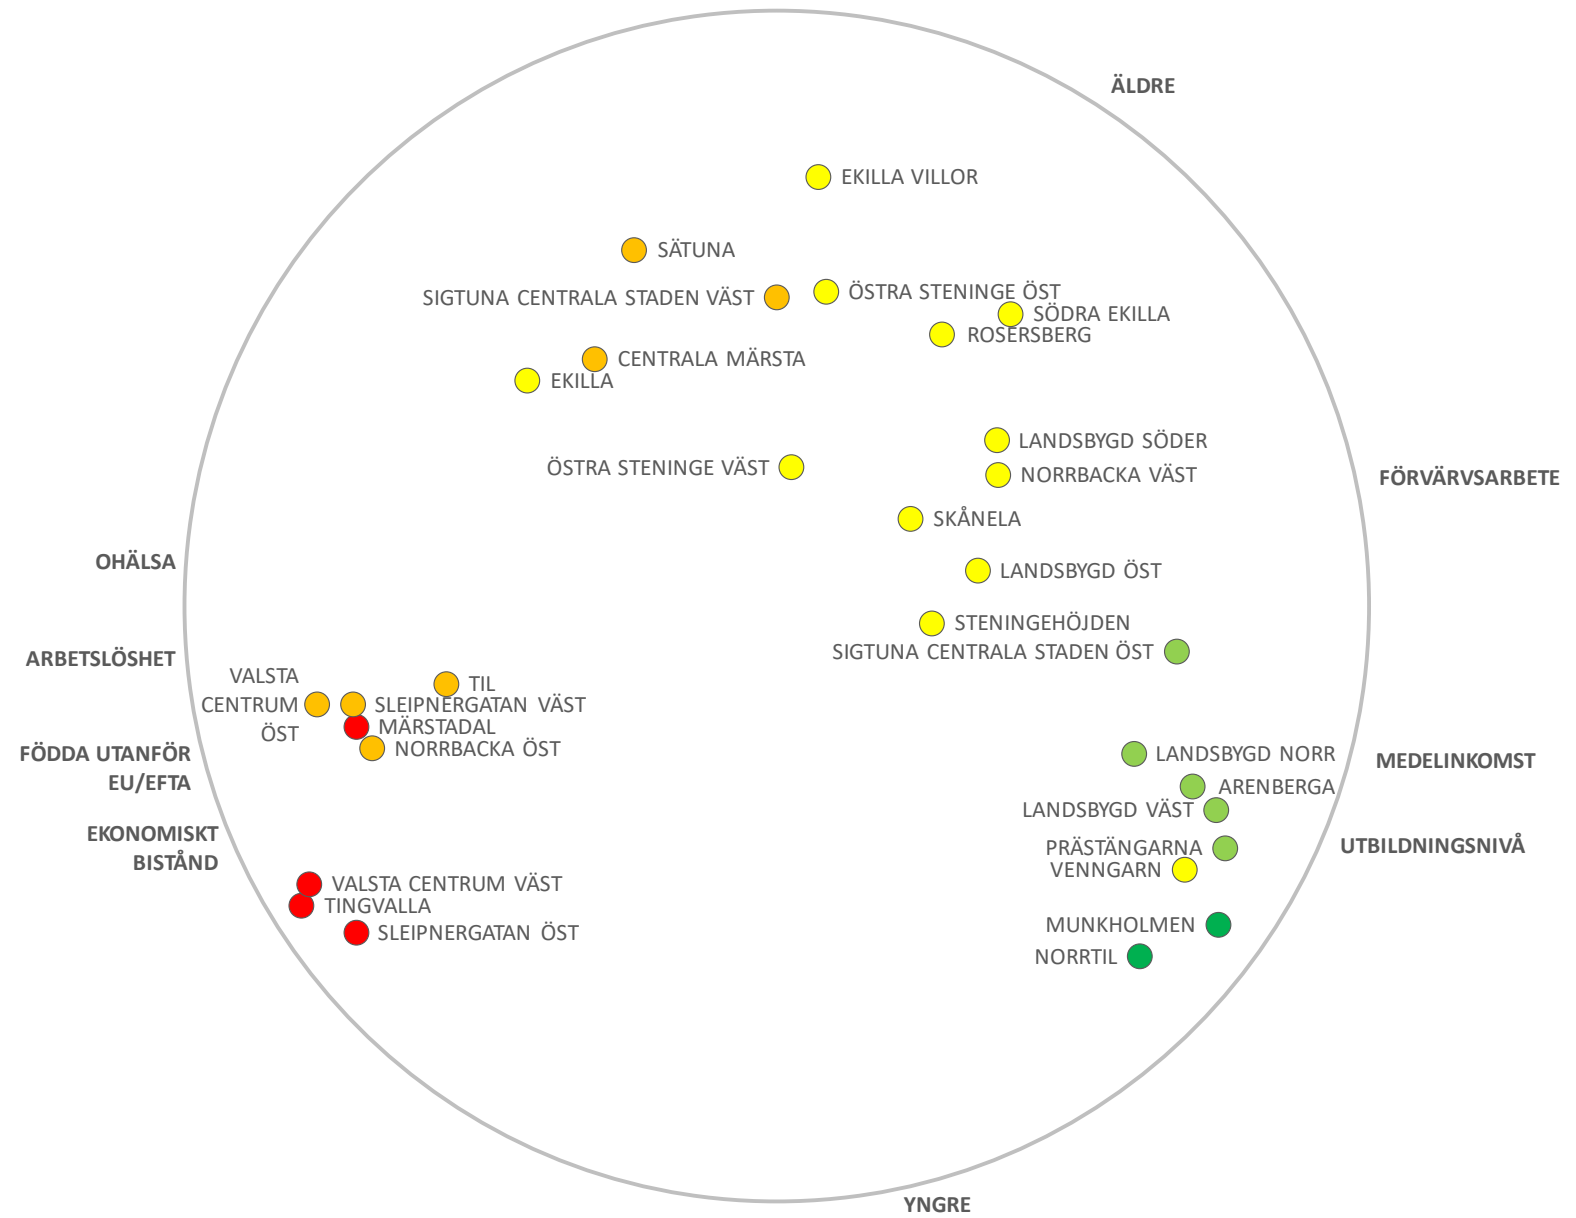 ÄLDRE
EKILLA VILLOR
SÄTUNA
SIGTUNA CENTRALA STADEN VÄST
ÖSTRA STENINGE ÖST
SÖDRA EKILLA
ROSERSBERG
CENTRALA MÄRSTA
EKILLA
LANDSBYGD SÖDER
ÖSTRA STENINGE VÄST
NORRBACKA VÄST
FÖRVÄRVSARBETE
SKÅNELA
OHÄLSA
LANDSBYGD ÖST
STENINGEHÖJDEN
SIGTUNA CENTRALA STADEN ÖST
ARBETSLÖSHET
VALSTA
CENTRUM
ÖST
TIL
SLEIPNERGATAN VÄST
MÄRSTADAL
NORRBACKA ÖST
FÖDDA UTANFÖR
EU/EFTA
LANDSBYGD NORR
MEDELINKOMST
ARENBERGA
LANDSBYGD VÄST
EKONOMISKT
BISTÅND
PRÄSTÄNGARNA
UTBILDNINGSNIVÅ
VENNGARN
VALSTA CENTRUM VÄST
TINGVALLA
SLEIPNERGATAN ÖST
MUNKHOLMEN
NORRTIL
YNGRE